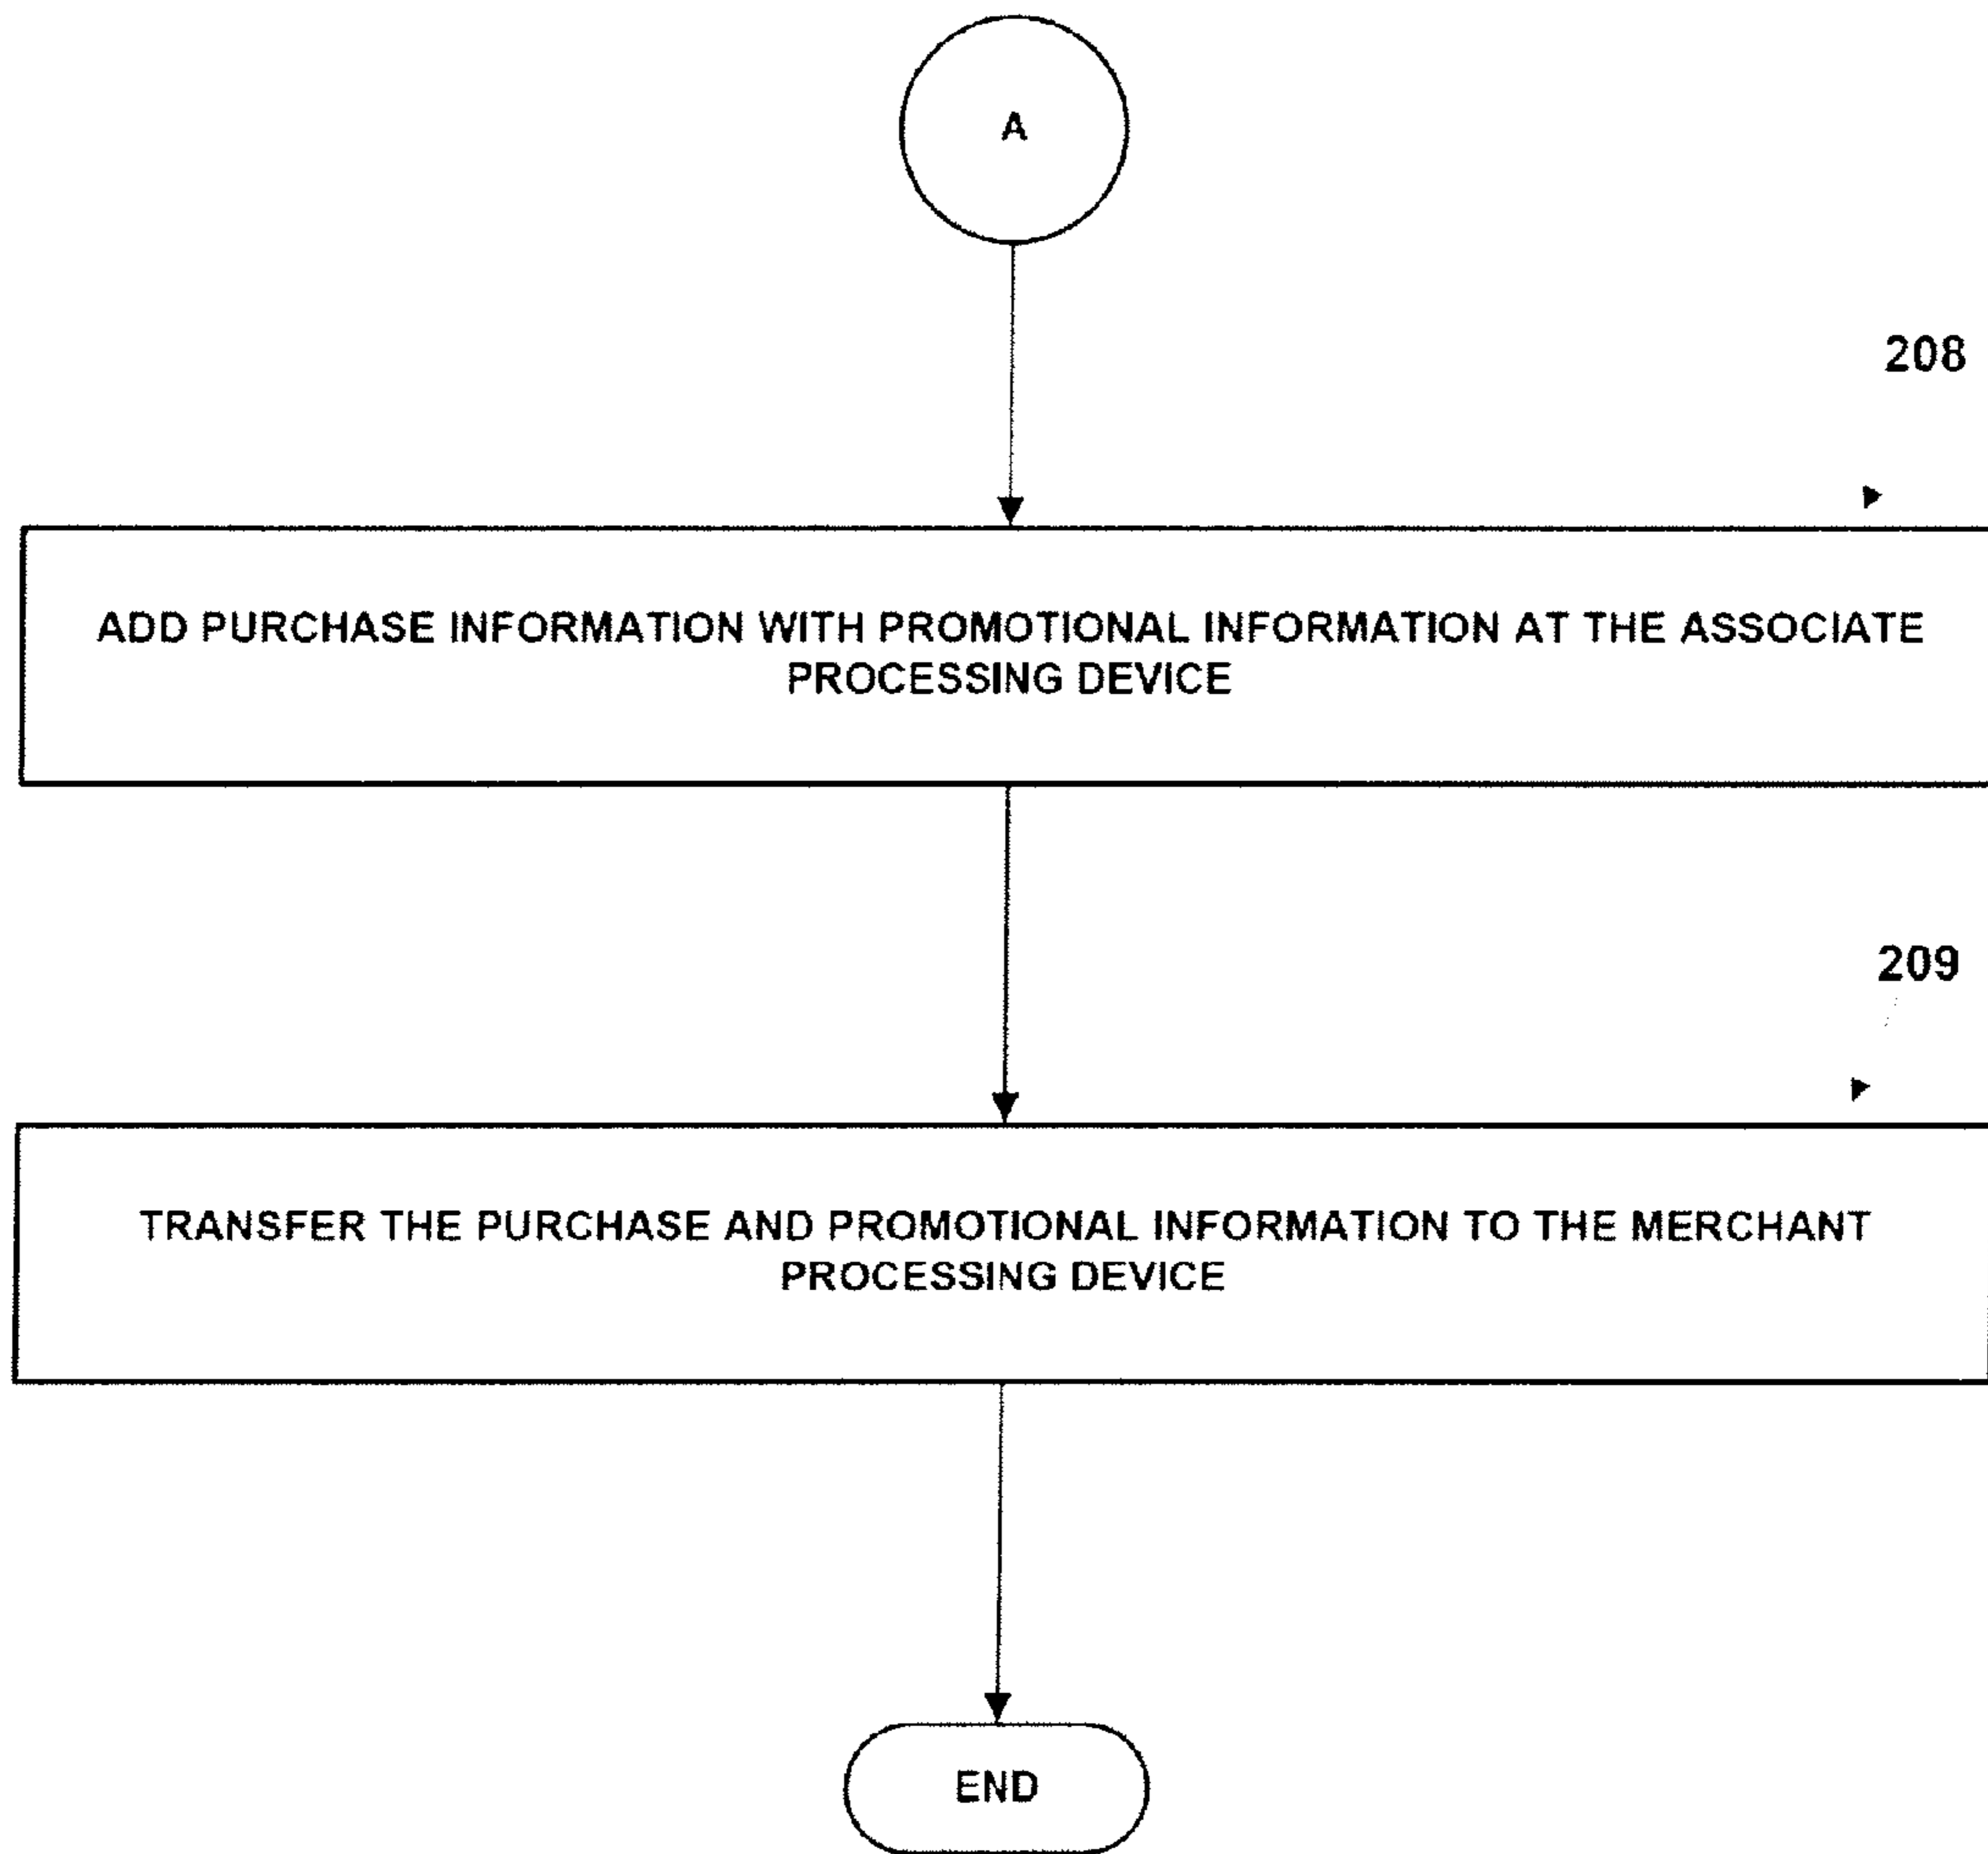 A
208
ADD PURCHASE INFORMATION WITH PROMOTIONAL INFORMATION AT THE ASSOCIATE
PROCESSING DEVICE
209
TRANSFER THE PURCHASE AND PROMOTIONAL INFORMATION TO THE MERCHANT
PROCESSING DEVICE
END